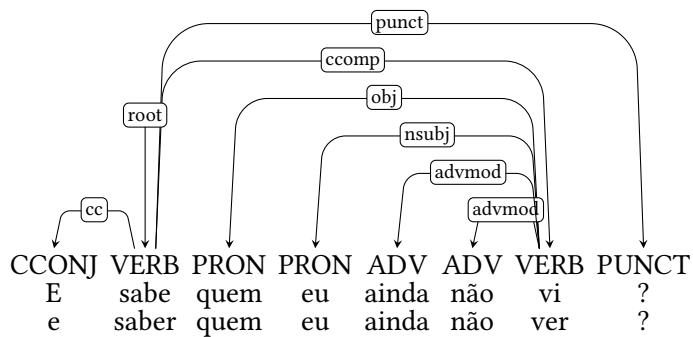 punct
ccomp
obj
root
nsubj
advmod
cc advmod
CCONJ VERB PRON PRON ADV ADV VERB PUNCT
E sabe quem eu ainda não vi ?
e saber quem eu ainda não ver ?